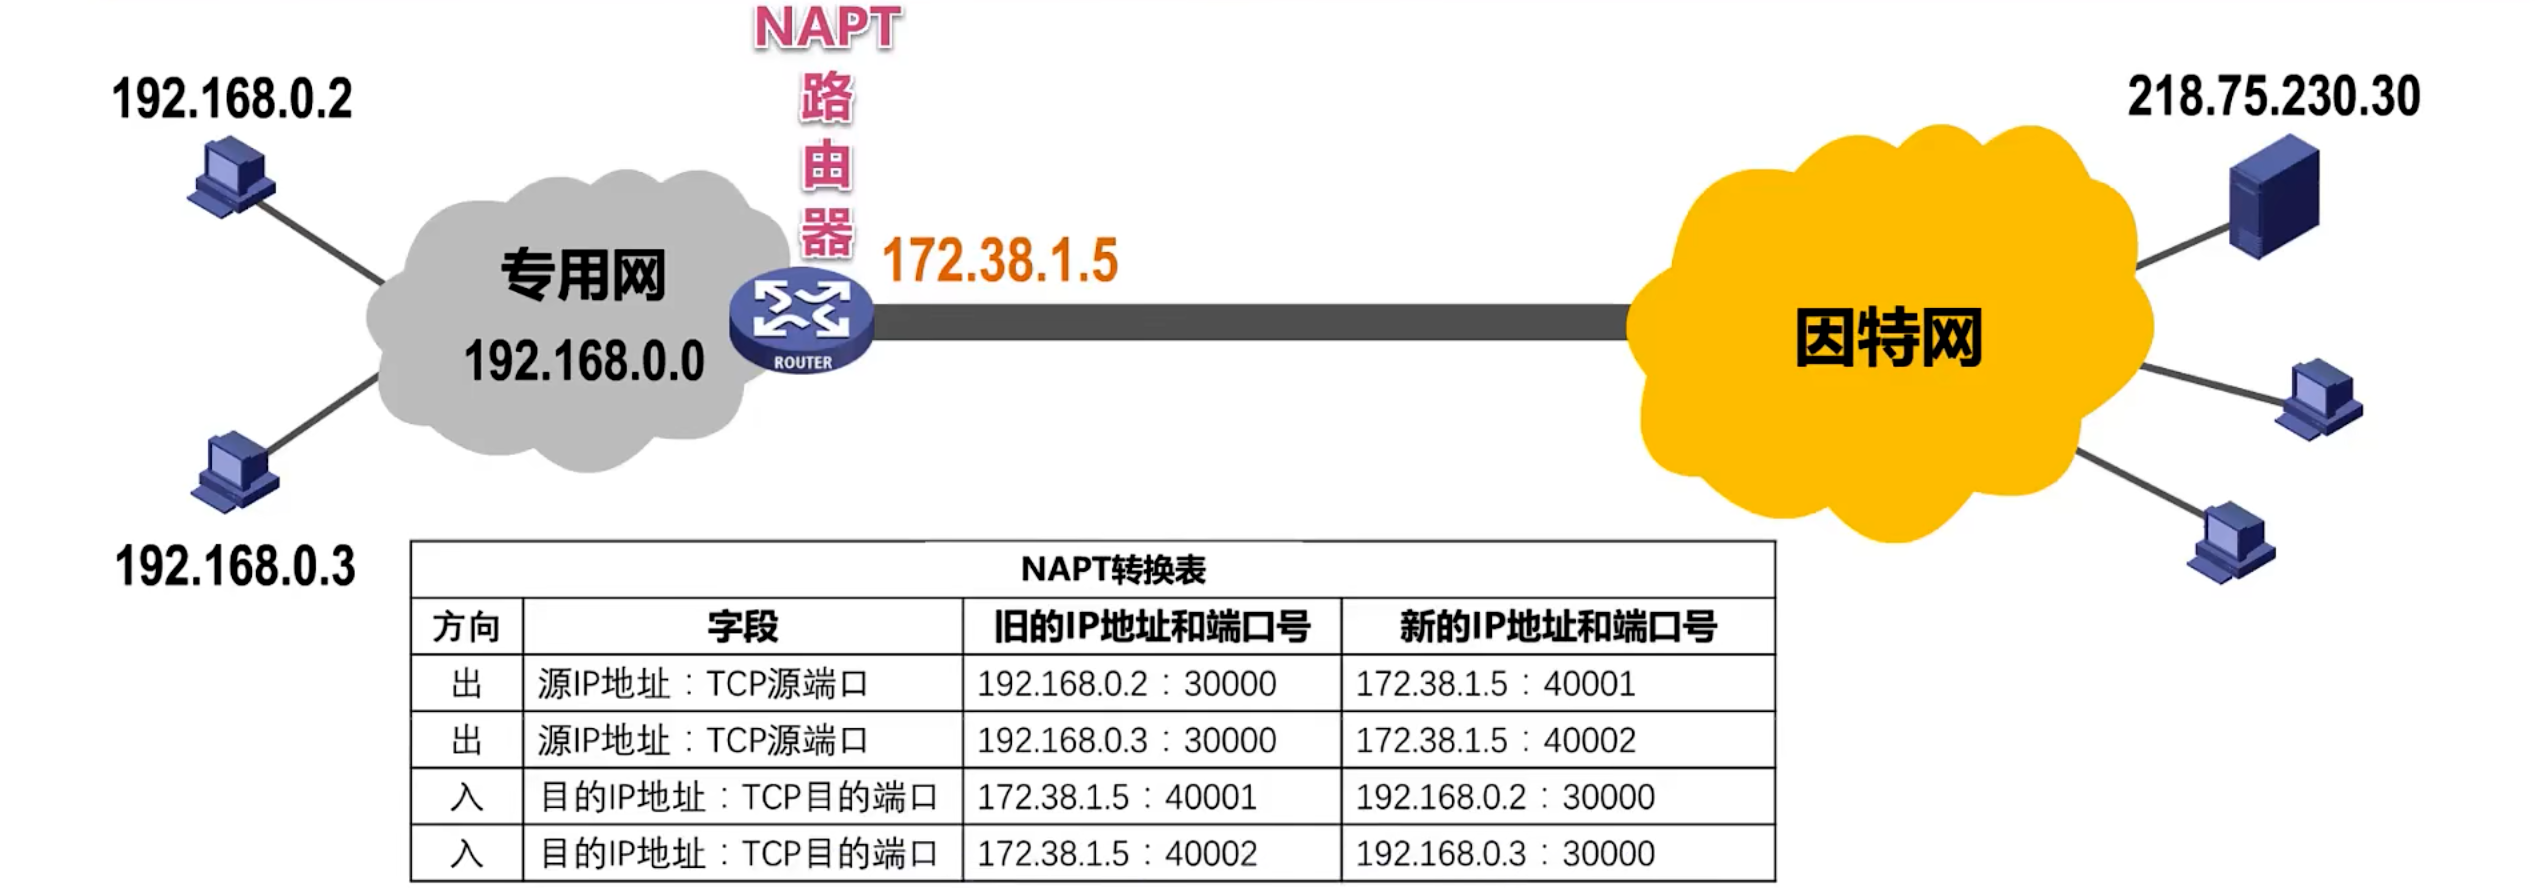 NAPT
路
由
器
192.168.0.2
218.75.230.30
172.38.1.5
专用网
192.168.0.0
ROUTER
因特网
192.168.0.3
NAPT转换表
方向 字段 旧的IP地址和端口号 新的IP地址和端口号
出 源IP地址：TCP源端口 192.168.0.2：30000 172.38.1.5：40001
出 源IP地址：TCP源端口 192.168.0.3：30000 172.38.1.5：40002
入 目的IP地址：TCP目的端口 172.38.1.5：40001 192.168.0.2：30000
入 目的IP地址：TCP目的端口 172.38.1.5：40002 192.168.0.3：30000